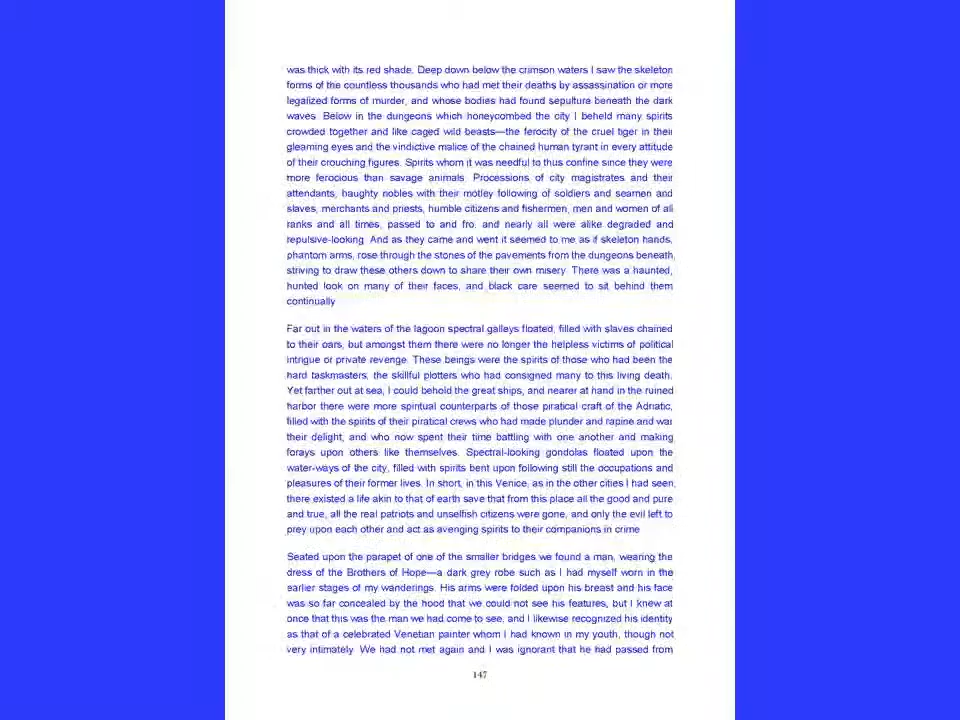 was thick with its red shade. Deep down below the crimson waters I saw the skeleton
forms of the countless thousands who had met their deaths by assassination or more
legalized forms of murder, and whose bodies had found sepulture beneath the dark
waves. Below in the dungeons which honeycombed the city I beheld many spirits
crowded together and like caged wild beasts—the ferocity of the cruel tiger in their
gleaming eyes and the vindictive malice of the chained human tyrant in every attitude
of their crouching figures. Spirits whom it was needful to thus confine since they were
more ferocious than savage animals. Processions of city magistrates and their
attendants, haughty nobles with their motley following of soldiers and seamen and
slaves, merchants and priests, humble citizens and fishermen, men and women of all
ranks and all times, passed to and fro, and nearly all were alike degraded and
repulsive-looking. And as they came and went it seemed to me as if skeleton hands,
phantom arms, rose through the stones of the pavements from the dungeons beneath,
striving to draw these others down to share their own misery. There was a haunted,
hunted look on many of their faces, and black care seemed to sit behind them
continually.
Far out in the waters of the lagoon spectral galleys floated, filled with slaves chained
to their oars, but amongst them there were no longer the helpless victims of political
intrigue or private revenge. These beings were the spirits of those who had been the
hard taskmasters, the skillful plotters who had consigned many to this living death.
Yet farther out at sea, I could behold the great ships, and nearer at hand in the ruined
harbor there were more spiritual counterparts of those piratical craft of the Adriatic,
filled with the spirits of their piratical crews who had made plunder and rapine and war
their delight, and who now spent their time battling with one another and making
forays upon others like themselves. Spectral-looking gondolas floated upon the
water-ways of the city, filled with spirits bent upon following still the occupations and
pleasures of their former lives. In short, in this Venice, as in the other cities I had seen,
there existed a life akin to that of earth save that from this place all the good and pure
and true, all the real patriots and unselfish citizens were gone, and only the evil left to
prey upon each other and act as avenging spirits to their companions in crime.
Seated upon the parapet of one of the smaller bridges we found a man, wearing the
dress of the Brothers of Hope—a dark grey robe such as I had myself worn in the
earlier stages of my wanderings. His arms were folded upon his breast and his face
was so far concealed by the hood that we could not see his features, but I knew at
once that this was the man we had come to see, and I likewise recognized his identity
as that of a celebrated Venetian painter whom I had known in my youth, though not
very intimately. We had not met again and I was ignorant that he had passed from
147